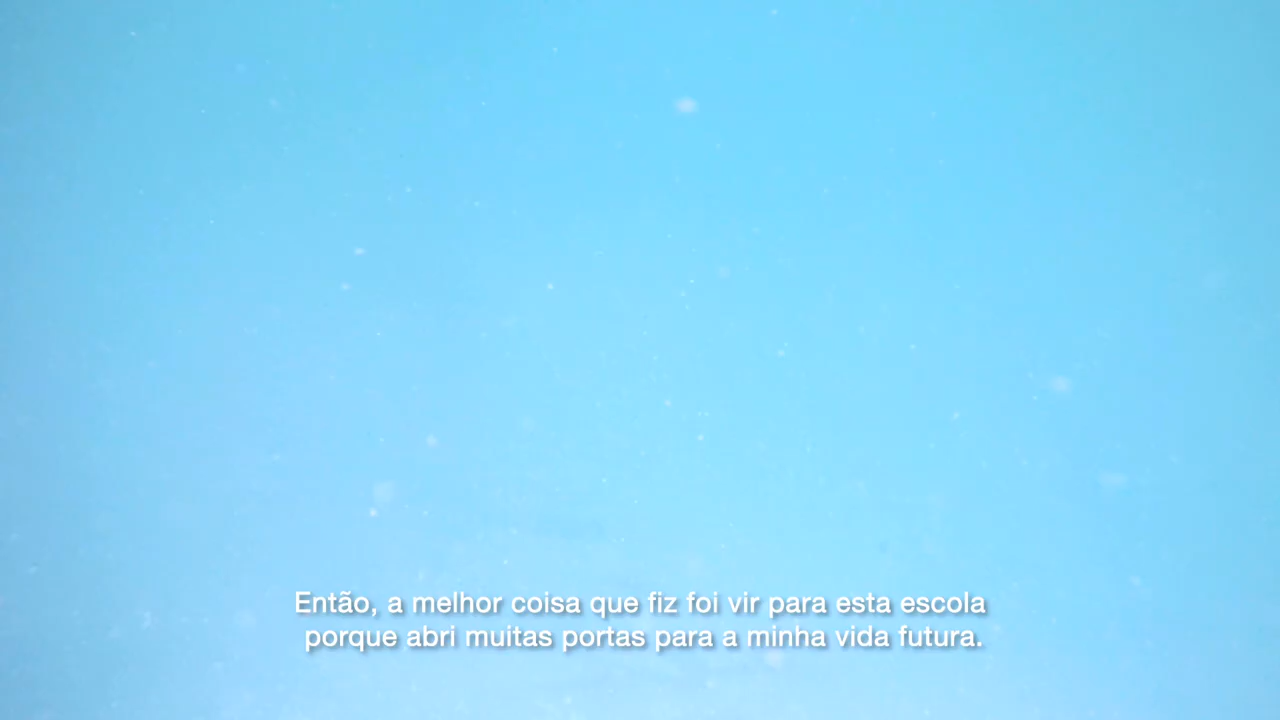 Então, a melhor coisa que fiz foi vir para esta escola
porque abri muitas portas para a minha vida futura.